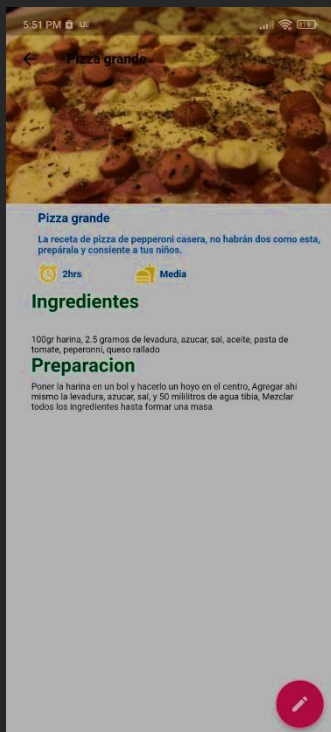 5:51 PM
Pizza grande
Pizza grande
La receta de pizza de pepperoni casera, no habrán dos como esta,
prepárala y consiente a tus niños.
2hrs Media
Ingredientes
100gr harina, 2.5 gramos de levadura, azucar, sal, aceite, pasta de
tomate, peperonni, queso rallado
Preparacion
Poner la harina en un bol y hacerlo un hoyo en el centro, Agregar ahi
mismo la levadura, azucar, sal, y 50 mililitros de agua tibia, Mezclar
todos los ingredientes hasta formar una masa